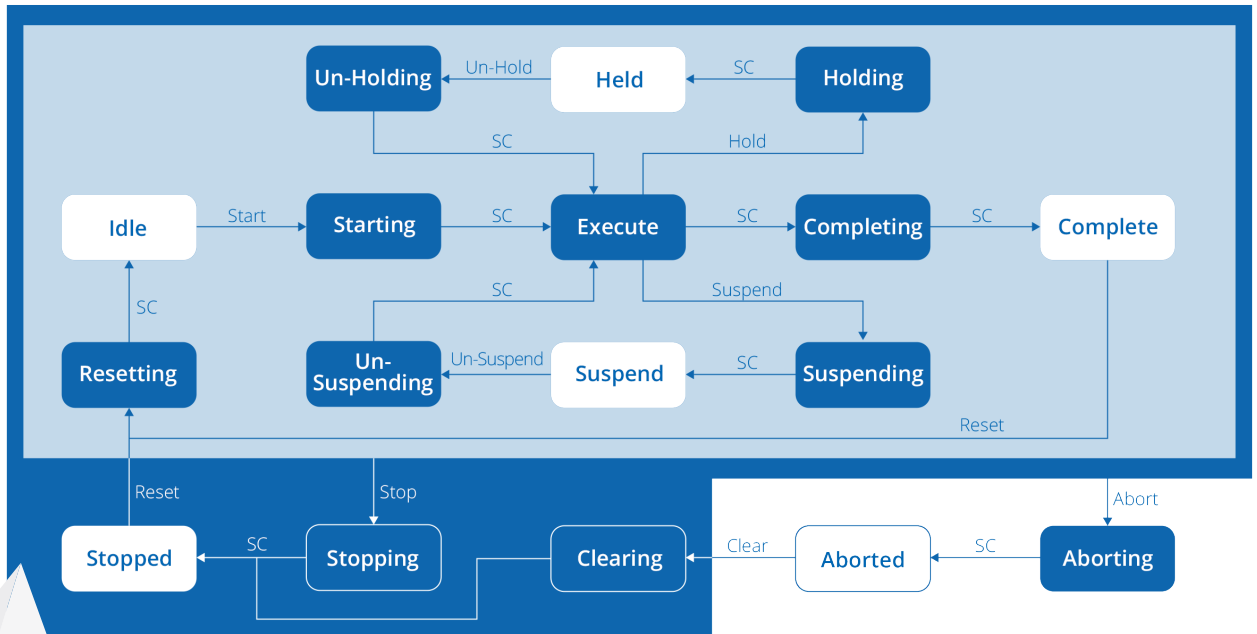 Un-Holding
Un-Hold
Held
SC
Holding
SC
Hold
Idle
Start
Starting
SC
Execute
SC
Completing
SC
Complete
SC
SC
Suspend
Resetting
Un-
Suspending
Un-Suspend
Suspend
SC
Suspending
Reset
Reset
Stop
Abort
Stopped
SC
Stopping
Clearing
Clear
Aborted
SC
Aborting